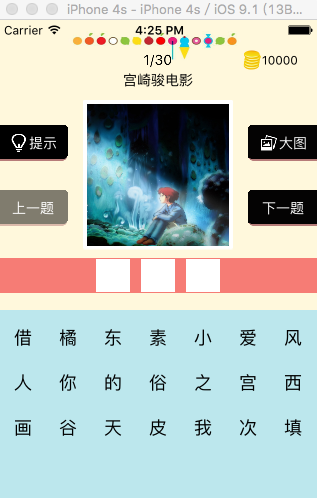 iPhone 4s - iPhone 4s / iOS 9.1 (13B...
Carrier 4:25 PM
1/30 10000
宫崎骏电影
提示 大图
上一题 下一题
借 橘 东 素 小 爱 风
人 你 的 俗 之 宫 西
画 谷 天 皮 我 次 填